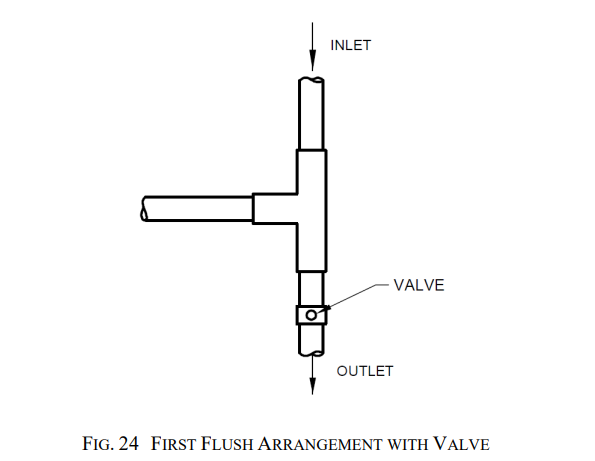 INLET
VALVE
OUTLET
FIG. 24 FIRST FLUSH ARRANGEMENT WITH VALVE